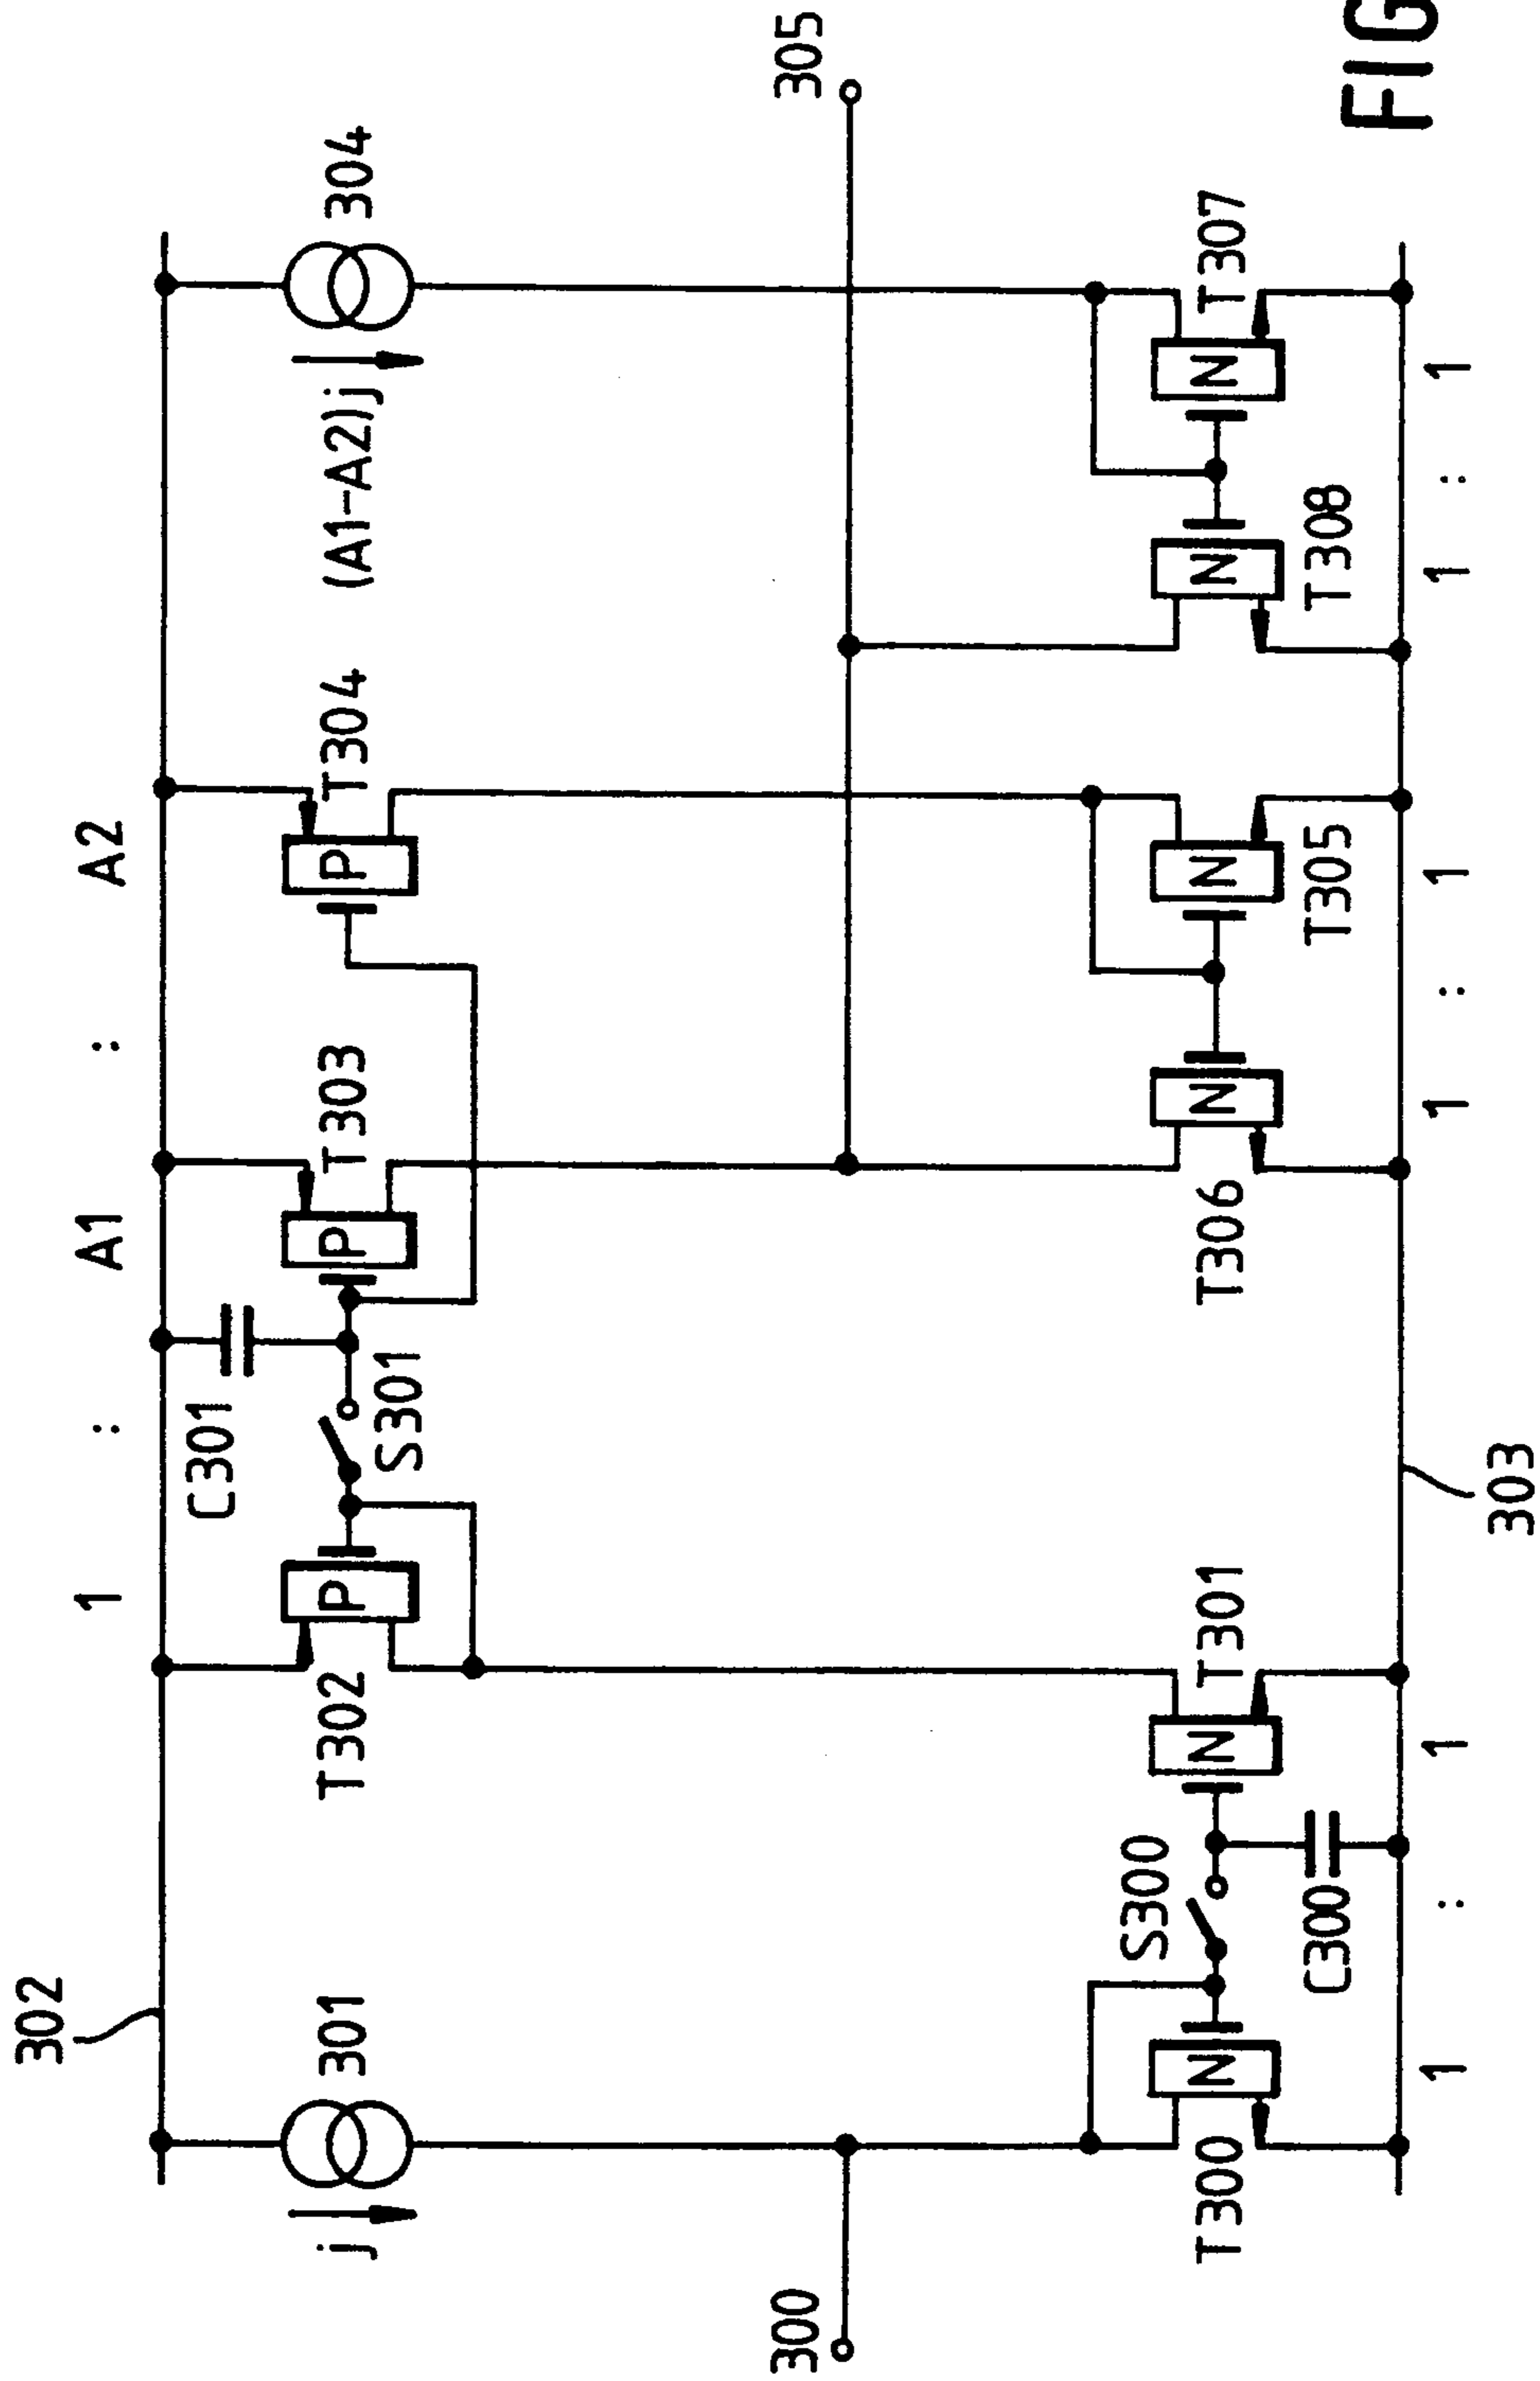 302
1 : A1 : A2
301
j
T302
C301
S301
T303
T304
304
(A1-A2)j
300
305
T300
S300
C300
T301
T306
T305
T308
T307
1 : 1
1 : 1
1 : 1
303
FIG